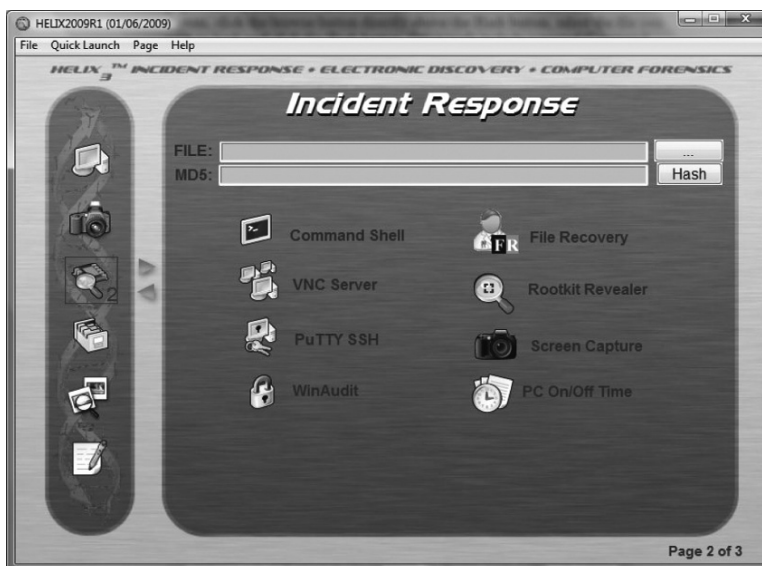 HELIX2009R1 (01/06/2009)
File Quick Launch Page Help
HELIX3™ INCIDENT RESPONSE • ELECTRONIC DISCOVERY • COMPUTER FORENSICS
Incident Response
FILE: ...
MD5: Hash
Command Shell File Recovery
VNC Server Rootkit Revealer
PuTTY SSH Screen Capture
WinAudit PC On/Off Time
2
FR
Page 2 of 3